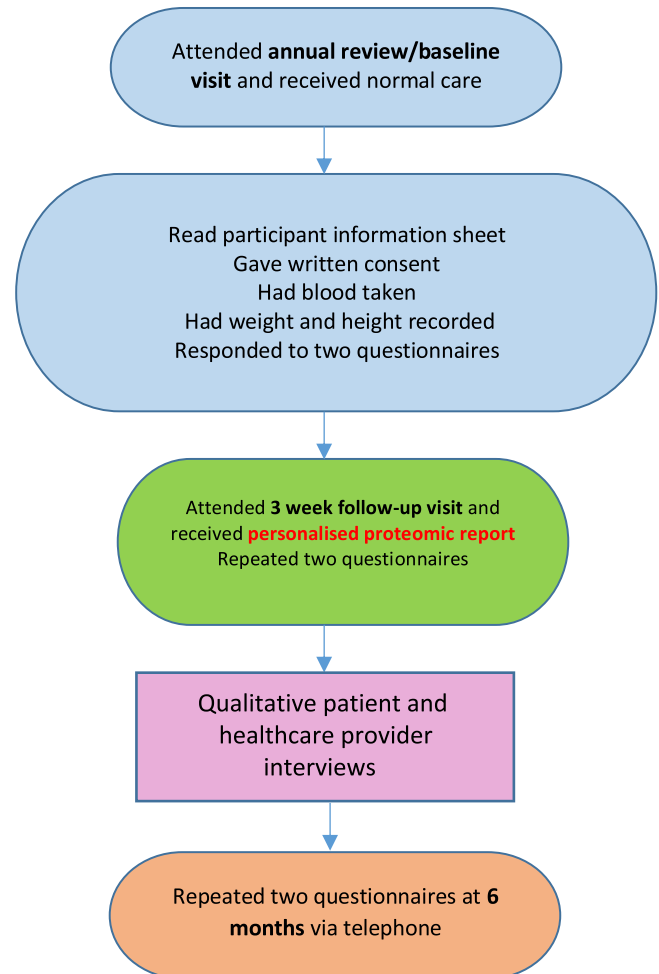 Attended annual review/baseline
visit and received normal care
Read participant information sheet
Gave written consent
Had blood taken
Had weight and height recorded
Responded to two questionnaires
Attended 3 week follow-up visit and
received personalised proteomic report
Repeated two questionnaires
Qualitative patient and
healthcare provider
interviews
Repeated two questionnaires at 6
months via telephone